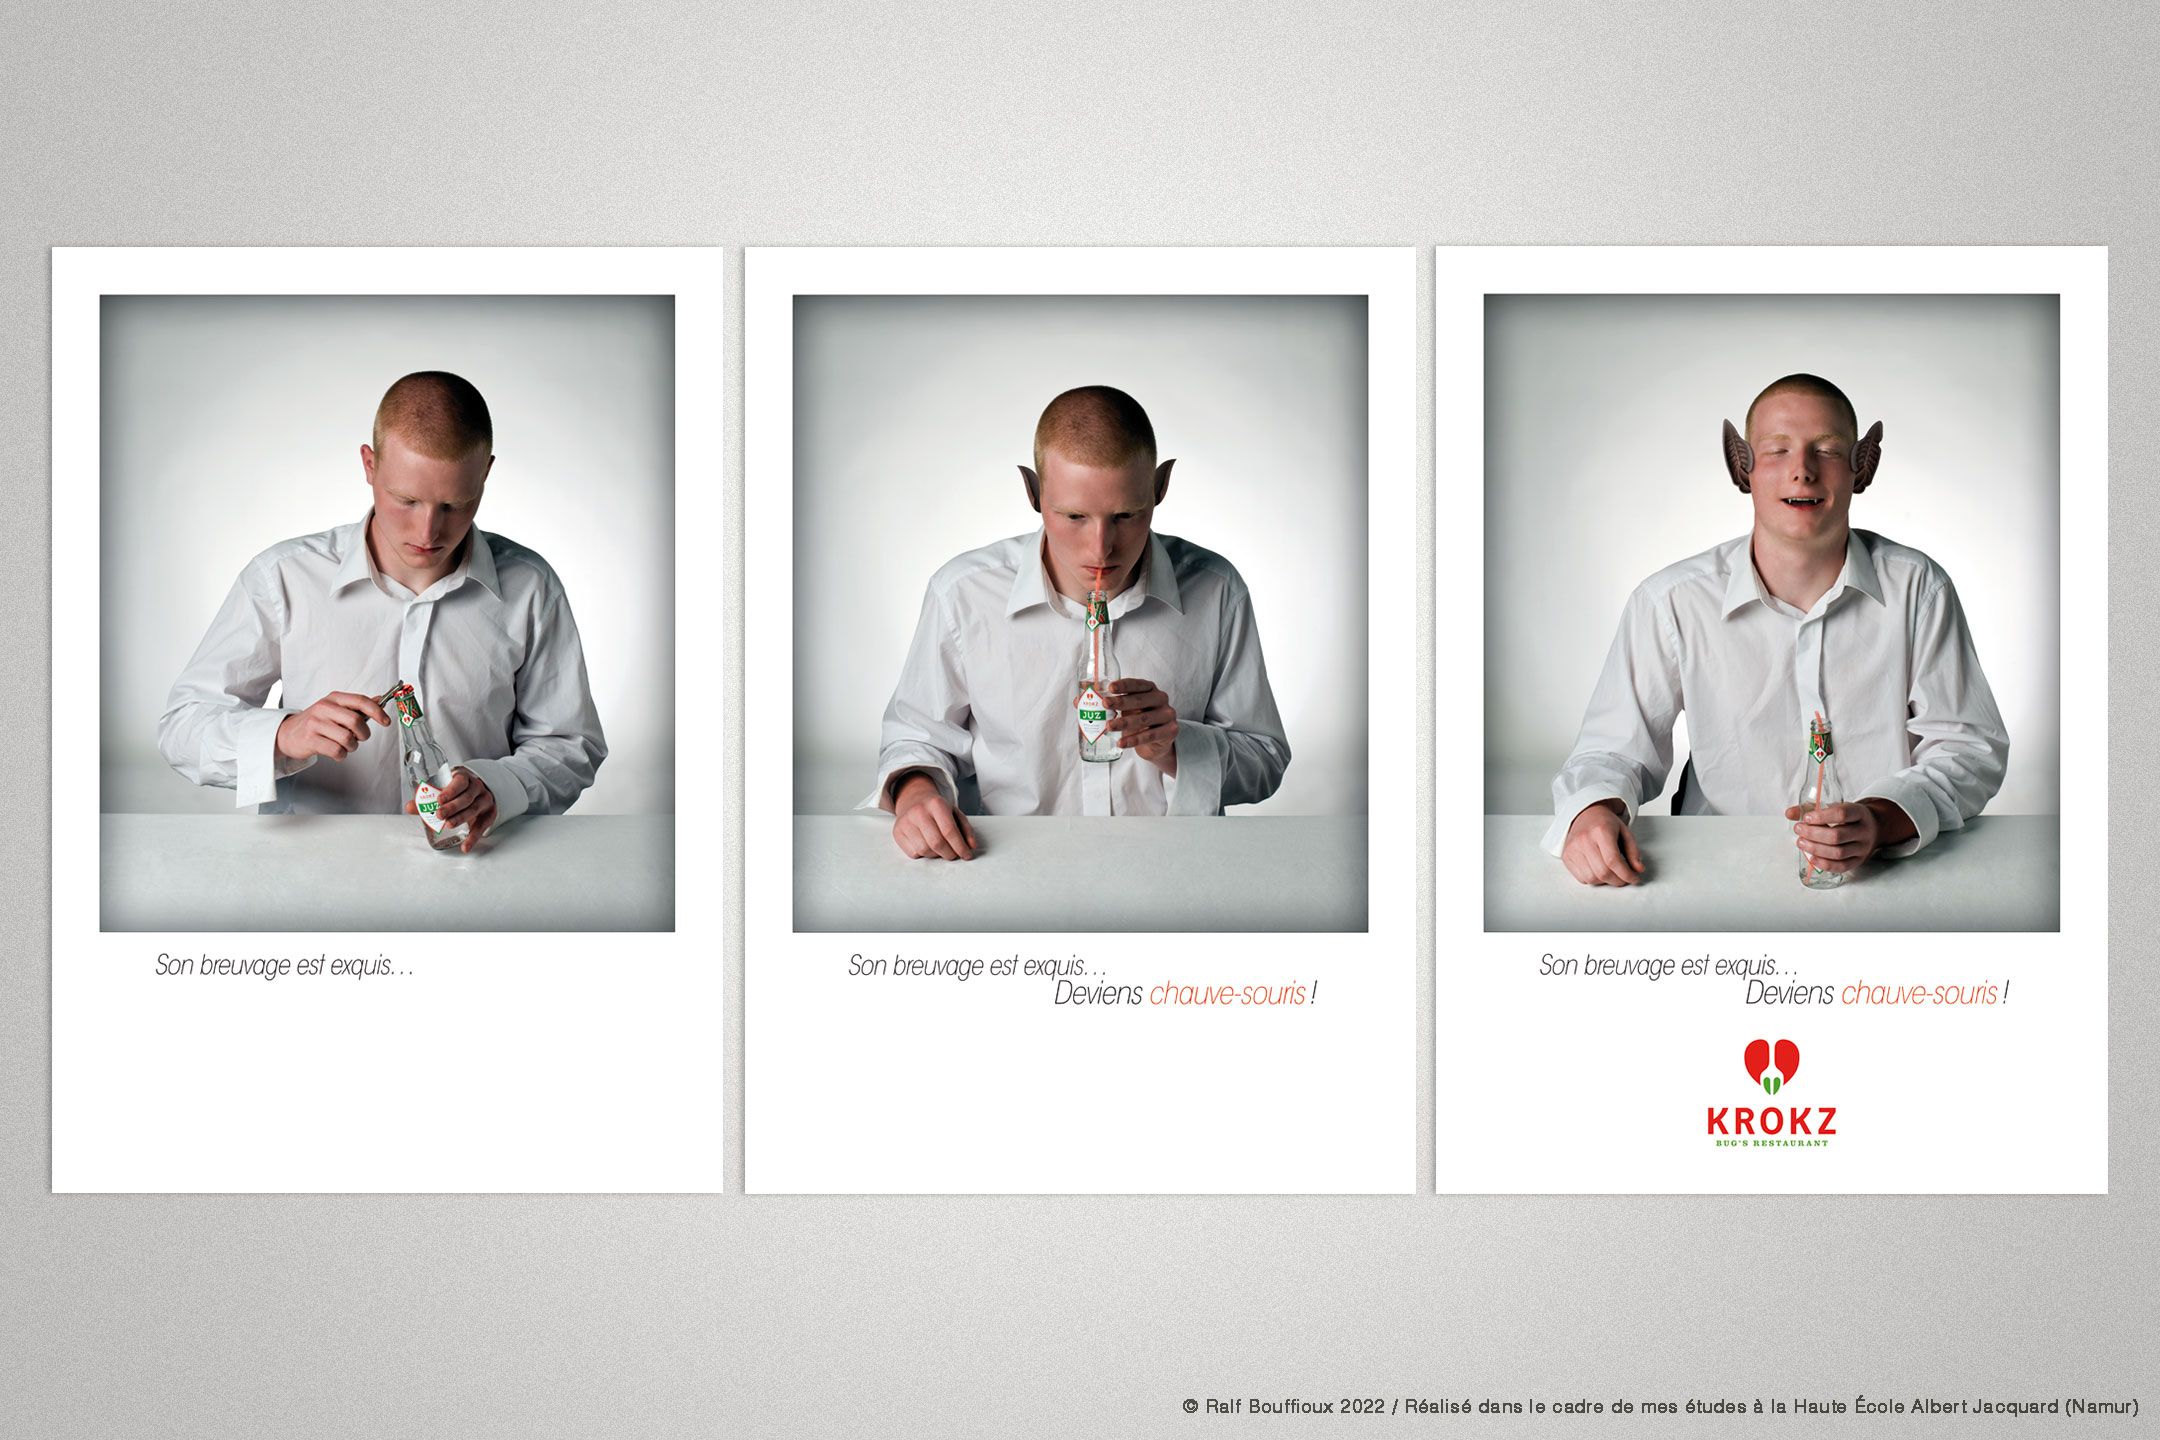 Son breuvage est exquis...
Son breuvage est exquis...
Deviens chauve-souris !
Son breuvage est exquis...
Deviens chauve-souris !
KROKZ
BUG'S RESTAURANT
KROKZ
JUZ
KROKZ
JUZ
© Ralf Bouffioux 2022 / Réalisé dans le cadre de mes études à la Haute École Albert Jacquard (Namur)